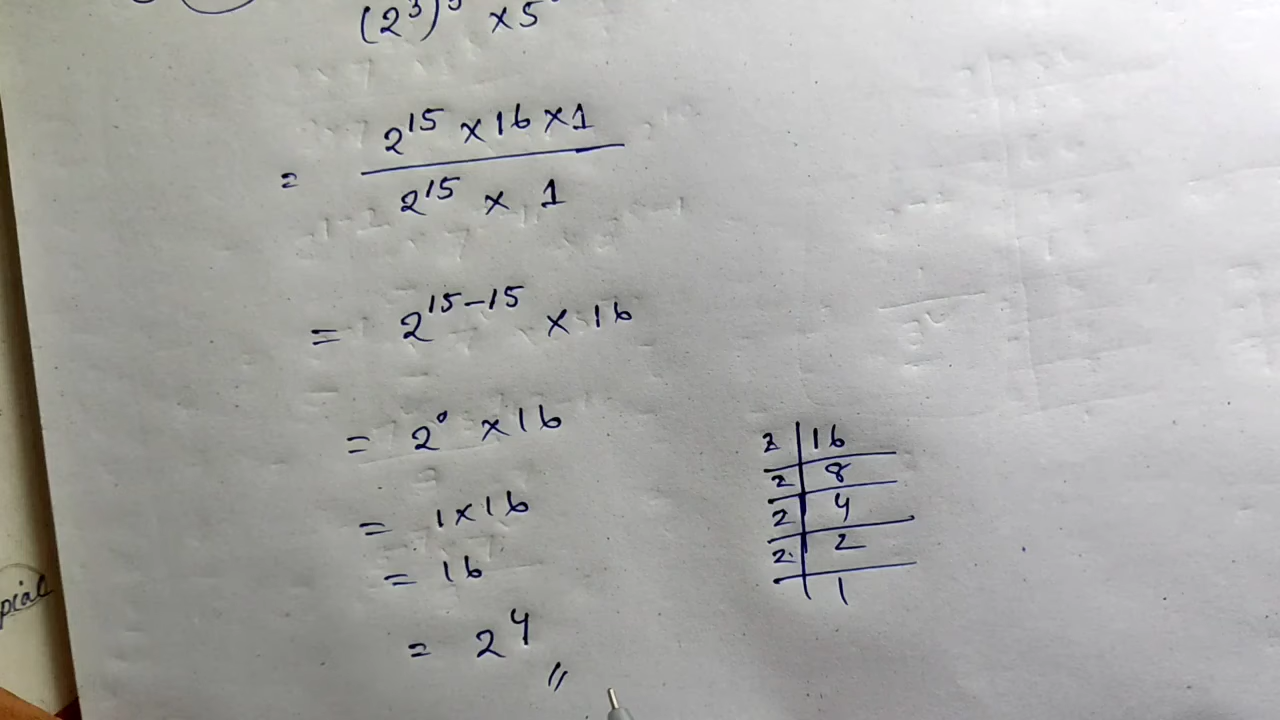 (2³)⁵ × 5
2¹⁵ × 16 × 1
=
2¹⁵ × 1
= 2¹⁵⁻¹⁵ × 16
= 2⁰ × 16
= 1 × 16
= 16
= 2⁴ //
2 | 16
2 | 8
2 | 4
2 | 2
| 1